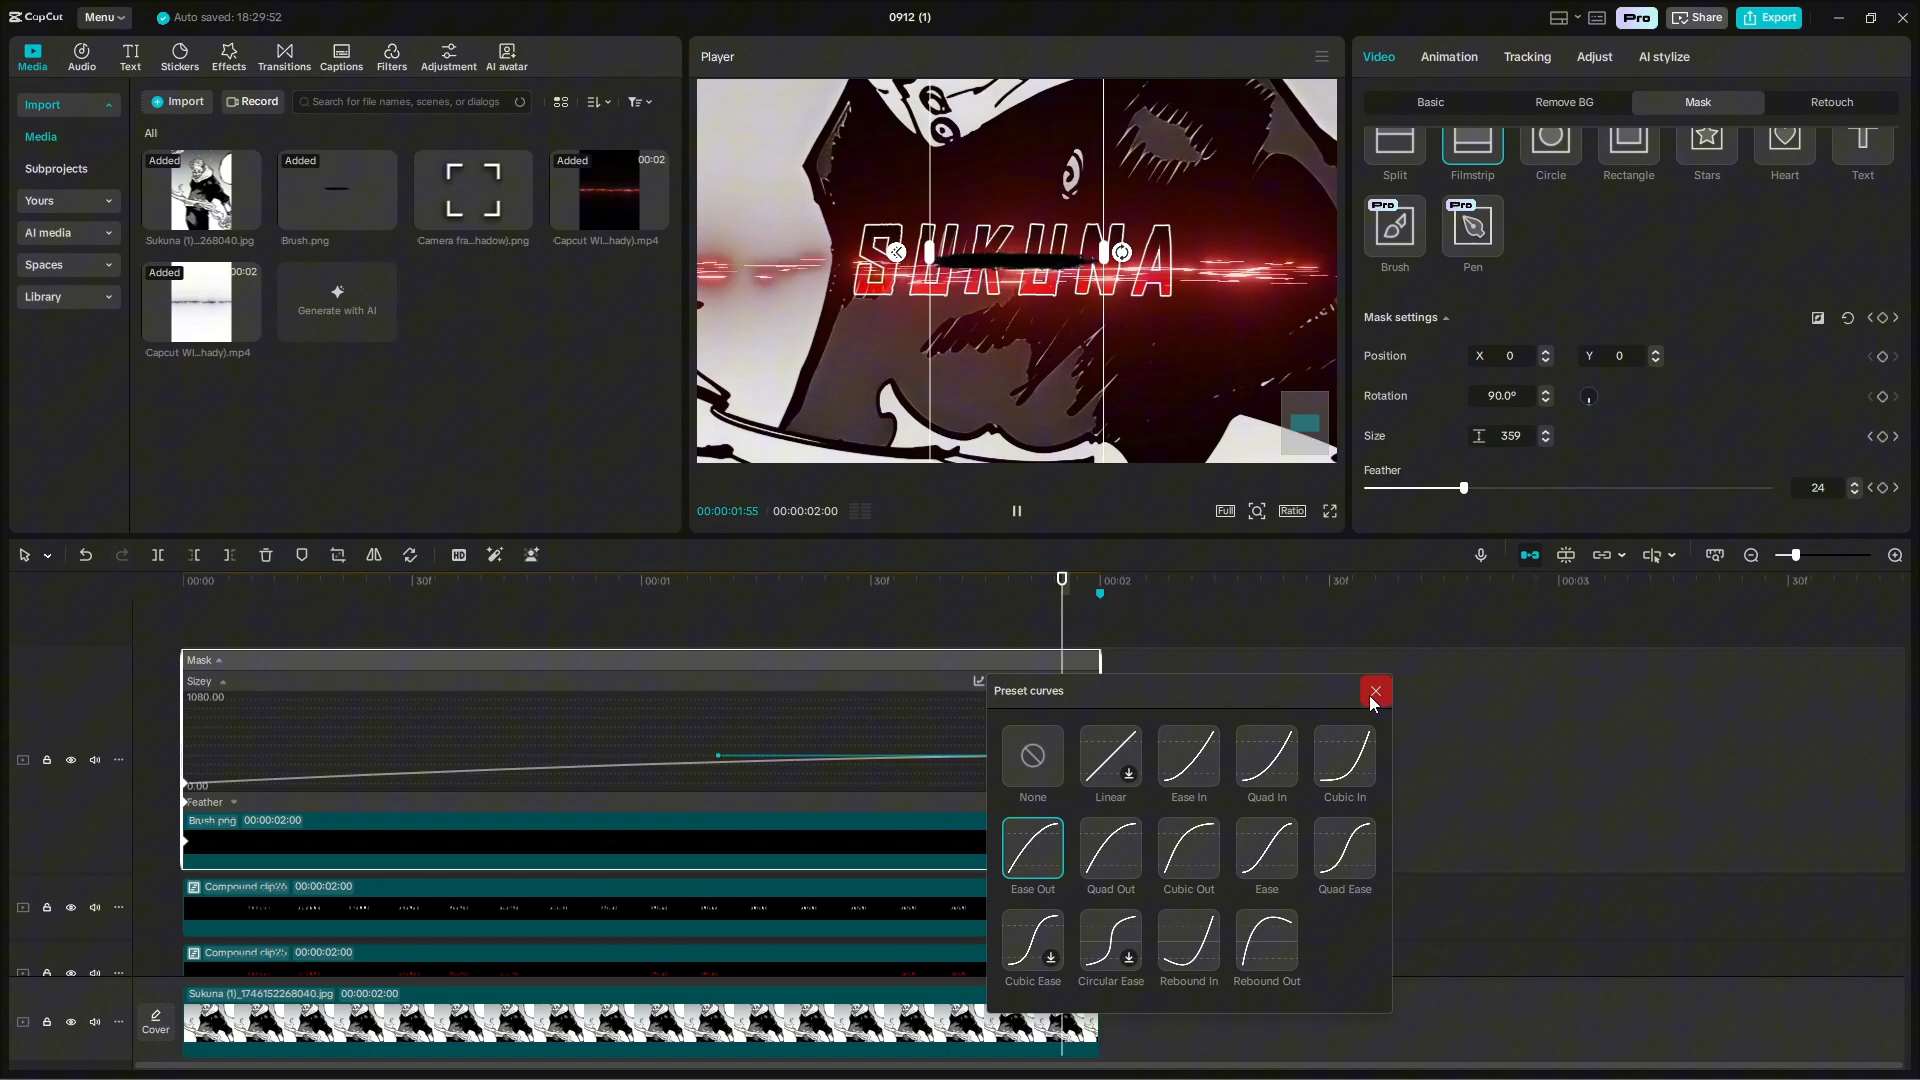 CapCut Menu Auto saved: 18:29:52 0912 (1) Pro Share Export
Media Audio Text Stickers Effects Transitions Captions Filters Adjustment AI avatar
Import
Media
Subprojects
Yours
AI media
Spaces
Library
Import Record Search for file names, scenes, or dialogs
All
Added Added Added 00:02
Sukuna (1)...268040.jpg Brush.png Camera fra...hadow).png Capcut WI...hady).mp4
Added 00:02
Generate with AI
Capcut WI...hady).mp4
Player
SUKUNA
00:00:01:55 / 00:00:02:00
Full Ratio
Video Animation Tracking Adjust AI stylize
Basic Remove BG Mask Retouch
Split Filmstrip Circle Rectangle Stars Heart Text
Pro Pro
Brush Pen
Mask settings
Position X 0 Y 0
Rotation 90.0°
Size 359
Feather
24
HD
00:00 30f 00:01 30f 00:02 30f 00:03 30f
Mask
Sizey
1080.00
0.00
Feather
Brush.png 00:00:02:00
Compound clip26 00:00:02:00
Compound clip25 00:00:02:00
Sukuna (1)_1746152268040.jpg 00:00:02:00
Cover
Preset curves
None Linear Ease In Quad In Cubic In
Ease Out Quad Out Cubic Out Ease Quad Ease
Cubic Ease Circular Ease Rebound In Rebound Out